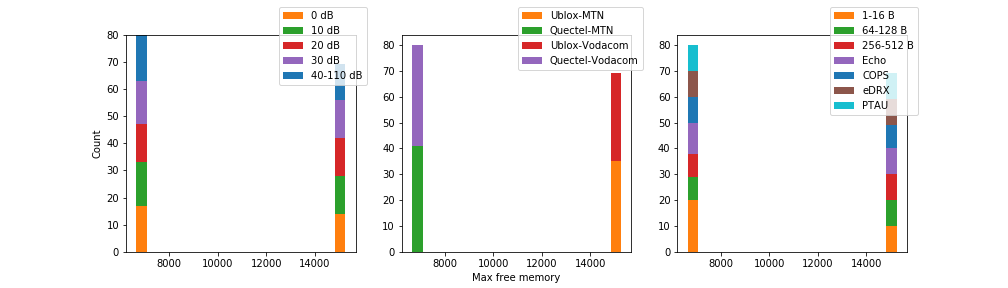 0 dB
10 dB
20 dB
30 dB
40-110 dB
Count
80
70
60
50
40
30
20
10
0
8000 10000 12000 14000
Ublox-MTN
Quectel-MTN
Ublox-Vodacom
Quectel-Vodacom
80
70
60
50
40
30
20
10
0
8000 10000 12000 14000
Max free memory
1-16 B
64-128 B
256-512 B
Echo
COPS
eDRX
PTAU
80
70
60
50
40
30
20
10
0
8000 10000 12000 14000